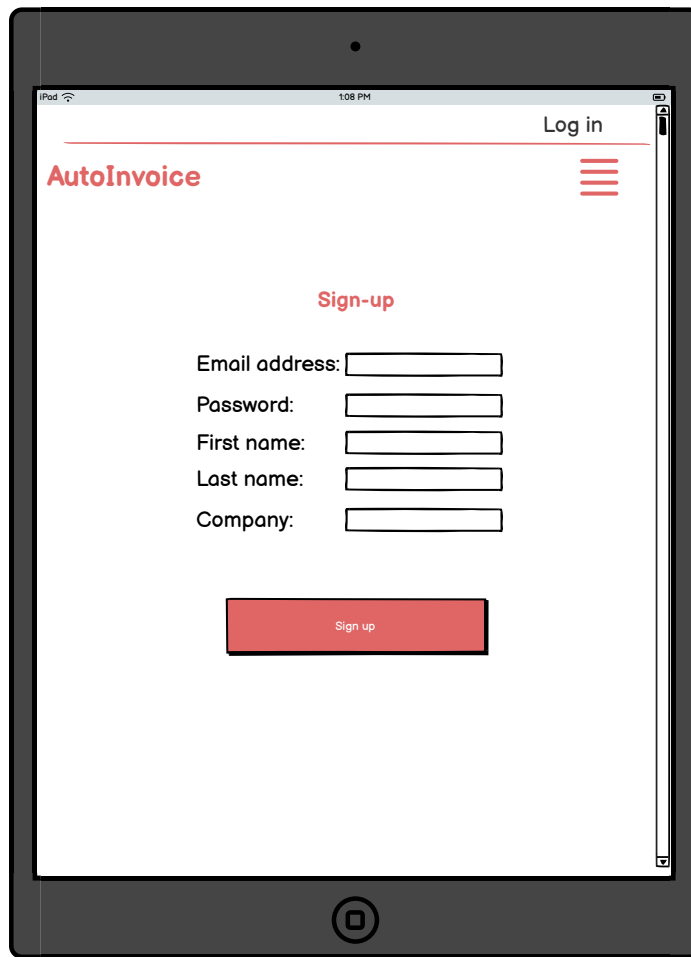 iPad 1:08 PM
Log in
AutoInvoice
Sign-up
Email address:
Password:
First name:
Last name:
Company:
Sign up